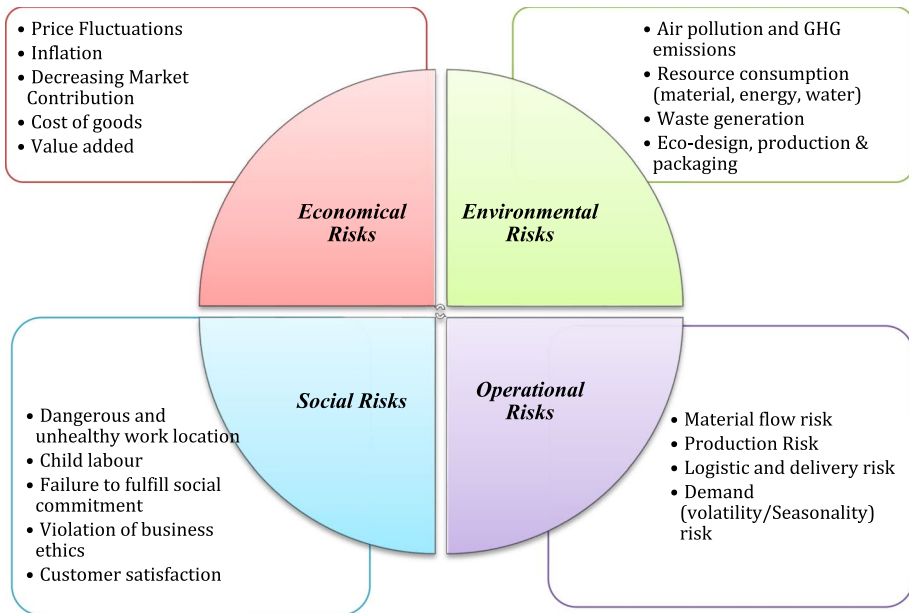 • Price Fluctuations
• Inflation
• Decreasing Market
Contribution
• Cost of goods
• Value added
• Air pollution and GHG
emissions
• Resource consumption
(material, energy, water)
• Waste generation
• Eco-design, production &
packaging
Economical
Risks
Environmental
Risks
Social Risks
Operational
Risks
• Dangerous and
unhealthy work location
• Child labour
• Failure to fulfill social
commitment
• Violation of business
ethics
• Customer satisfaction
• Material flow risk
• Production Risk
• Logistic and delivery risk
• Demand
(volatility/Seasonality)
risk